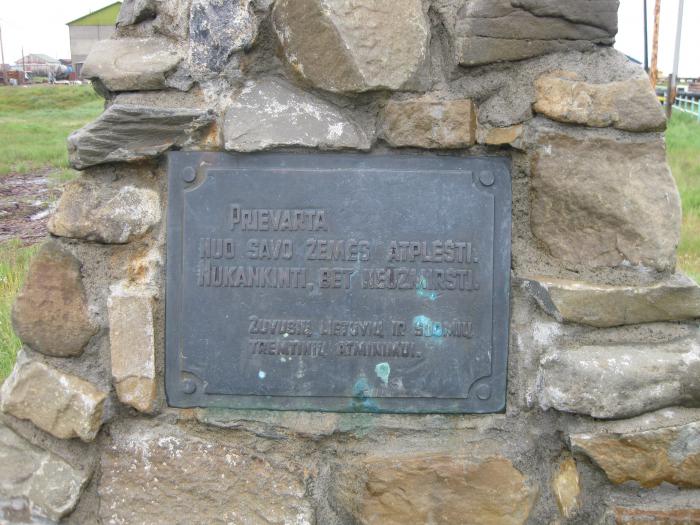 PRIEVARTA
NUO SAVO ŽEMĖS ATPLĖŠTI.
NUKANKINTI, BET NEUŽMIRŠTI.
ŽUVUSIŲ LIETUVIŲ IR SUOMIŲ
TREMTINIŲ ATMINIMUI.